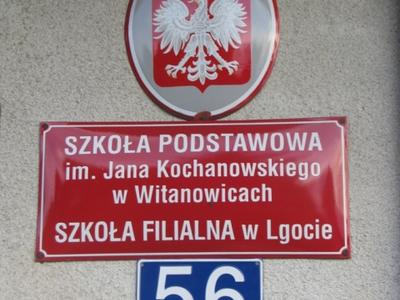 SZKOŁA PODSTAWOWA
im. Jana Kochanowskiego
w Witanowicach
SZKOŁA FILIALNA w Lgocie
56